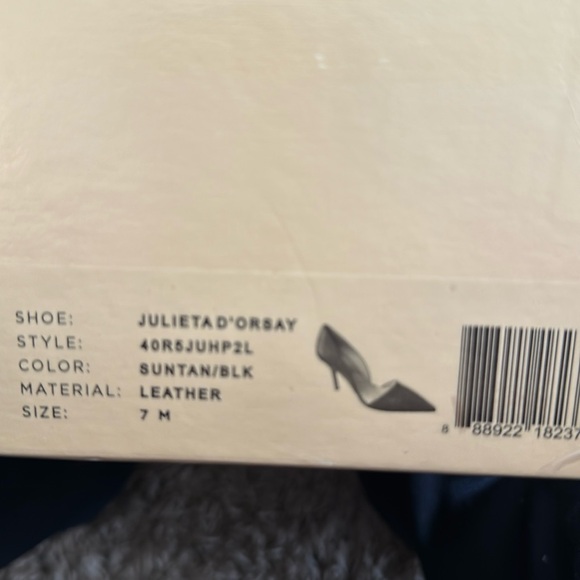 SHOE: JULIETA D'ORSAY
STYLE: 40R5JUHP2L
COLOR: SUNTAN/BLK
MATERIAL: LEATHER
SIZE: 7 M
8 88922 18237